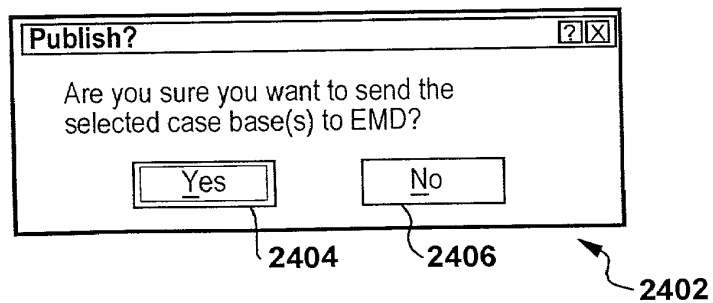 Publish? ? X
Are you sure you want to send the
selected case base(s) to EMD?
Yes No
2404 2406
2402